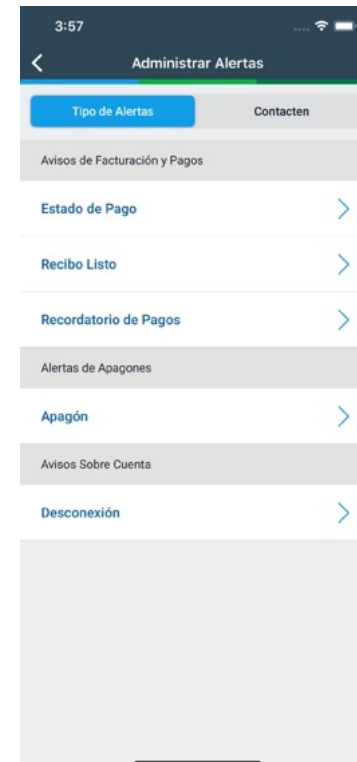 3:57
Administrar Alertas
Tipo de Alertas
Contacten
Avisos de Facturación y Pagos
Estado de Pago
Recibo Listo
Recordatorio de Pagos
Alertas de Apagones
Apagón
Avisos Sobre Cuenta
Desconexión